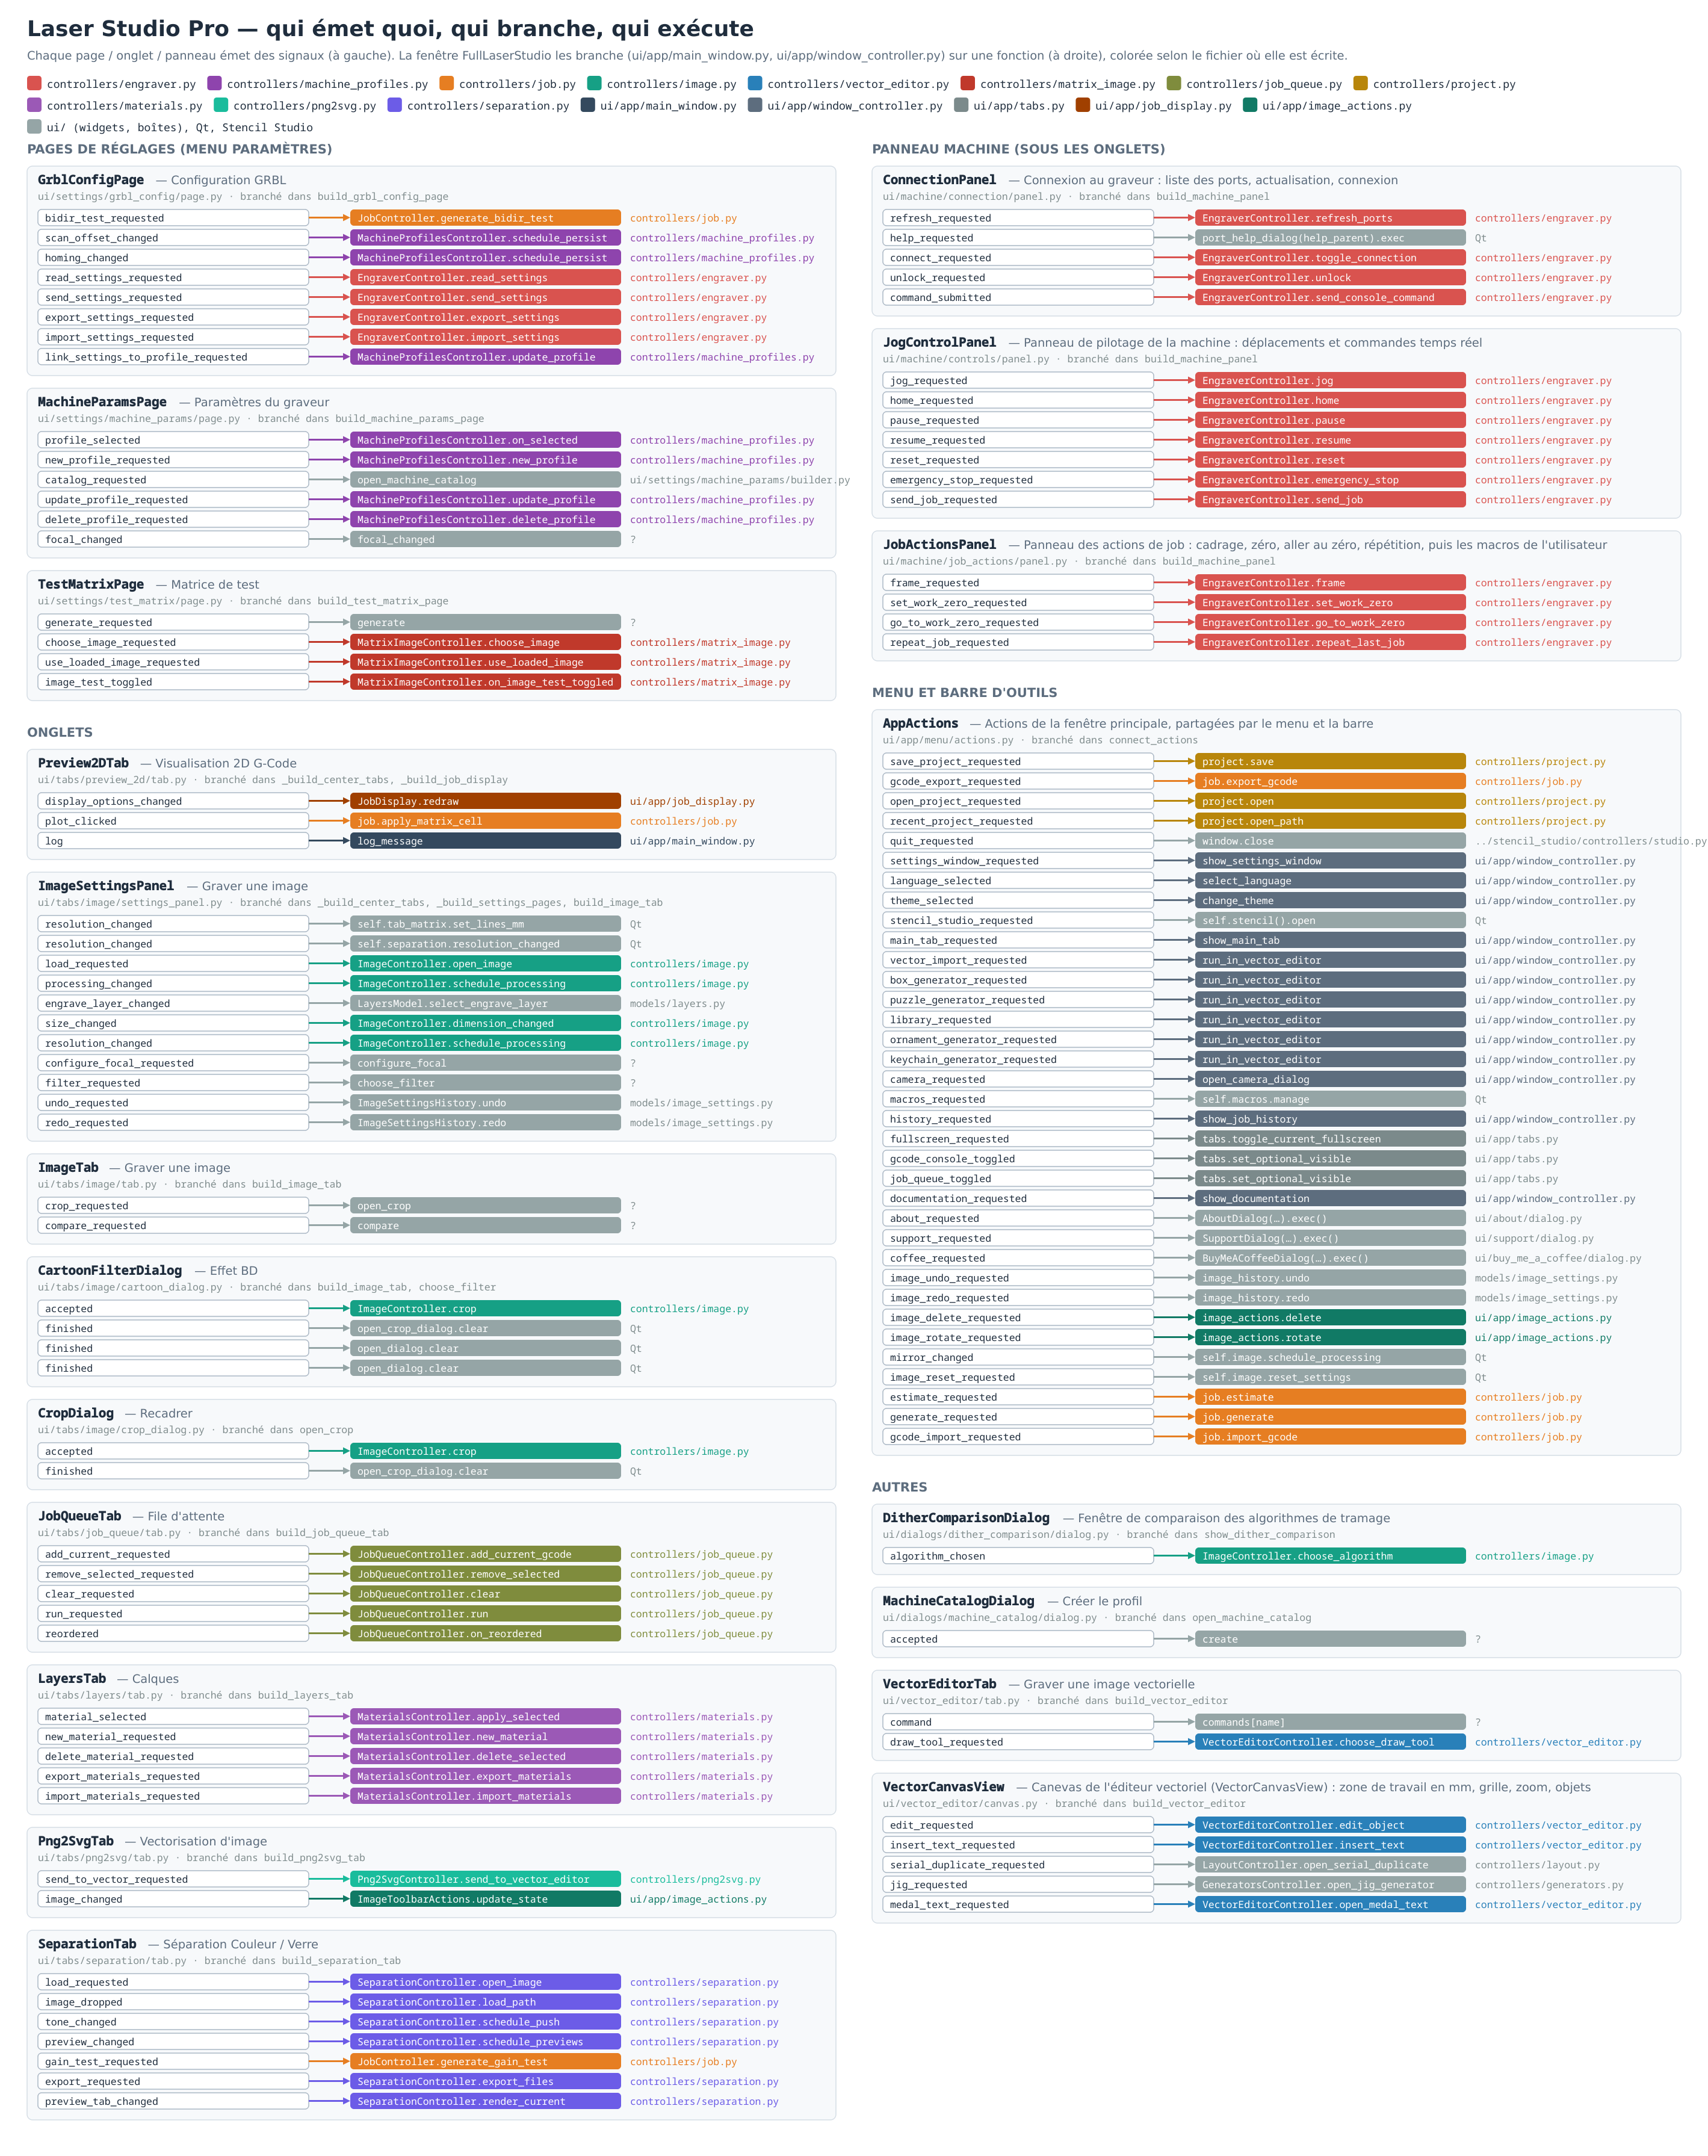 Laser Studio Pro — qui émet quoi, qui branche, qui exécute
Chaque page / onglet / panneau émet des signaux (à gauche). La fenêtre FullLaserStudio les branche (ui/app/main_window.py, ui/app/window_controller.py) sur une fonction (à droite), colorée selon le fichier où elle est écrite.
controllers/engraver.py controllers/machine_profiles.py controllers/job.py controllers/image.py controllers/vector_editor.py controllers/matrix_image.py controllers/job_queue.py controllers/project.py
controllers/materials.py controllers/png2svg.py controllers/separation.py ui/app/main_window.py ui/app/window_controller.py ui/app/tabs.py ui/app/job_display.py ui/app/image_actions.py
ui/ (widgets, boîtes), Qt, Stencil Studio
PAGES DE RÉGLAGES (MENU PARAMÈTRES)
GrblConfigPage — Configuration GRBL
ui/settings/grbl_config/page.py · branché dans build_grbl_config_page
bidir_test_requested JobController.generate_bidir_test controllers/job.py
scan_offset_changed MachineProfilesController.schedule_persist controllers/machine_profiles.py
homing_changed MachineProfilesController.schedule_persist controllers/machine_profiles.py
read_settings_requested EngraverController.read_settings controllers/engraver.py
send_settings_requested EngraverController.send_settings controllers/engraver.py
export_settings_requested EngraverController.export_settings controllers/engraver.py
import_settings_requested EngraverController.import_settings controllers/engraver.py
link_settings_to_profile_requested MachineProfilesController.update_profile controllers/machine_profiles.py
MachineParamsPage — Paramètres du graveur
ui/settings/machine_params/page.py · branché dans build_machine_params_page
profile_selected MachineProfilesController.on_selected controllers/machine_profiles.py
new_profile_requested MachineProfilesController.new_profile controllers/machine_profiles.py
catalog_requested open_machine_catalog ui/settings/machine_params/builder.py
update_profile_requested MachineProfilesController.update_profile controllers/machine_profiles.py
delete_profile_requested MachineProfilesController.delete_profile controllers/machine_profiles.py
focal_changed focal_changed ?
TestMatrixPage — Matrice de test
ui/settings/test_matrix/page.py · branché dans build_test_matrix_page
generate_requested generate ?
choose_image_requested MatrixImageController.choose_image controllers/matrix_image.py
use_loaded_image_requested MatrixImageController.use_loaded_image controllers/matrix_image.py
image_test_toggled MatrixImageController.on_image_test_toggled controllers/matrix_image.py
ONGLETS
Preview2DTab — Visualisation 2D G-Code
ui/tabs/preview_2d/tab.py · branché dans _build_center_tabs, _build_job_display
display_options_changed JobDisplay.redraw ui/app/job_display.py
plot_clicked job.apply_matrix_cell controllers/job.py
log log_message ui/app/main_window.py
ImageSettingsPanel — Graver une image
ui/tabs/image/settings_panel.py · branché dans _build_center_tabs, _build_settings_pages, build_image_tab
resolution_changed self.tab_matrix.set_lines_mm Qt
resolution_changed self.separation.resolution_changed Qt
load_requested ImageController.open_image controllers/image.py
processing_changed ImageController.schedule_processing controllers/image.py
engrave_layer_changed LayersModel.select_engrave_layer models/layers.py
size_changed ImageController.dimension_changed controllers/image.py
resolution_changed ImageController.schedule_processing controllers/image.py
configure_focal_requested configure_focal ?
filter_requested choose_filter ?
undo_requested ImageSettingsHistory.undo models/image_settings.py
redo_requested ImageSettingsHistory.redo models/image_settings.py
ImageTab — Graver une image
ui/tabs/image/tab.py · branché dans build_image_tab
crop_requested open_crop ?
compare_requested compare ?
CartoonFilterDialog — Effet BD
ui/tabs/image/cartoon_dialog.py · branché dans build_image_tab, choose_filter
accepted ImageController.crop controllers/image.py
finished open_crop_dialog.clear Qt
finished open_dialog.clear Qt
finished open_dialog.clear Qt
CropDialog — Recadrer
ui/tabs/image/crop_dialog.py · branché dans open_crop
accepted ImageController.crop controllers/image.py
finished open_crop_dialog.clear Qt
JobQueueTab — File d'attente
ui/tabs/job_queue/tab.py · branché dans build_job_queue_tab
add_current_requested JobQueueController.add_current_gcode controllers/job_queue.py
remove_selected_requested JobQueueController.remove_selected controllers/job_queue.py
clear_requested JobQueueController.clear controllers/job_queue.py
run_requested JobQueueController.run controllers/job_queue.py
reordered JobQueueController.on_reordered controllers/job_queue.py
LayersTab — Calques
ui/tabs/layers/tab.py · branché dans build_layers_tab
material_selected MaterialsController.apply_selected controllers/materials.py
new_material_requested MaterialsController.new_material controllers/materials.py
delete_material_requested MaterialsController.delete_selected controllers/materials.py
export_materials_requested MaterialsController.export_materials controllers/materials.py
import_materials_requested MaterialsController.import_materials controllers/materials.py
Png2SvgTab — Vectorisation d'image
ui/tabs/png2svg/tab.py · branché dans build_png2svg_tab
send_to_vector_requested Png2SvgController.send_to_vector_editor controllers/png2svg.py
image_changed ImageToolbarActions.update_state ui/app/image_actions.py
SeparationTab — Séparation Couleur / Verre
ui/tabs/separation/tab.py · branché dans build_separation_tab
load_requested SeparationController.open_image controllers/separation.py
image_dropped SeparationController.load_path controllers/separation.py
tone_changed SeparationController.schedule_push controllers/separation.py
preview_changed SeparationController.schedule_previews controllers/separation.py
gain_test_requested JobController.generate_gain_test controllers/job.py
export_requested SeparationController.export_files controllers/separation.py
preview_tab_changed SeparationController.render_current controllers/separation.py
PANNEAU MACHINE (SOUS LES ONGLETS)
ConnectionPanel — Connexion au graveur : liste des ports, actualisation, connexion
ui/machine/connection/panel.py · branché dans build_machine_panel
refresh_requested EngraverController.refresh_ports controllers/engraver.py
help_requested port_help_dialog(help_parent).exec Qt
connect_requested EngraverController.toggle_connection controllers/engraver.py
unlock_requested EngraverController.unlock controllers/engraver.py
command_submitted EngraverController.send_console_command controllers/engraver.py
JogControlPanel — Panneau de pilotage de la machine : déplacements et commandes temps réel
ui/machine/controls/panel.py · branché dans build_machine_panel
jog_requested EngraverController.jog controllers/engraver.py
home_requested EngraverController.home controllers/engraver.py
pause_requested EngraverController.pause controllers/engraver.py
resume_requested EngraverController.resume controllers/engraver.py
reset_requested EngraverController.reset controllers/engraver.py
emergency_stop_requested EngraverController.emergency_stop controllers/engraver.py
send_job_requested EngraverController.send_job controllers/engraver.py
JobActionsPanel — Panneau des actions de job : cadrage, zéro, aller au zéro, répétition, puis les macros de l'utilisateur
ui/machine/job_actions/panel.py · branché dans build_machine_panel
frame_requested EngraverController.frame controllers/engraver.py
set_work_zero_requested EngraverController.set_work_zero controllers/engraver.py
go_to_work_zero_requested EngraverController.go_to_work_zero controllers/engraver.py
repeat_job_requested EngraverController.repeat_last_job controllers/engraver.py
MENU ET BARRE D'OUTILS
AppActions — Actions de la fenêtre principale, partagées par le menu et la barre
ui/app/menu/actions.py · branché dans connect_actions
save_project_requested project.save controllers/project.py
gcode_export_requested job.export_gcode controllers/job.py
open_project_requested project.open controllers/project.py
recent_project_requested project.open_path controllers/project.py
quit_requested window.close ../stencil_studio/controllers/studio.py
settings_window_requested show_settings_window ui/app/window_controller.py
language_selected select_language ui/app/window_controller.py
theme_selected change_theme ui/app/window_controller.py
stencil_studio_requested self.stencil().open Qt
main_tab_requested show_main_tab ui/app/window_controller.py
vector_import_requested run_in_vector_editor ui/app/window_controller.py
box_generator_requested run_in_vector_editor ui/app/window_controller.py
puzzle_generator_requested run_in_vector_editor ui/app/window_controller.py
library_requested run_in_vector_editor ui/app/window_controller.py
ornament_generator_requested run_in_vector_editor ui/app/window_controller.py
keychain_generator_requested run_in_vector_editor ui/app/window_controller.py
camera_requested open_camera_dialog ui/app/window_controller.py
macros_requested self.macros.manage Qt
history_requested show_job_history ui/app/window_controller.py
fullscreen_requested tabs.toggle_current_fullscreen ui/app/tabs.py
gcode_console_toggled tabs.set_optional_visible ui/app/tabs.py
job_queue_toggled tabs.set_optional_visible ui/app/tabs.py
documentation_requested show_documentation ui/app/window_controller.py
about_requested AboutDialog(…).exec() ui/about/dialog.py
support_requested SupportDialog(…).exec() ui/support/dialog.py
coffee_requested BuyMeACoffeeDialog(…).exec() ui/buy_me_a_coffee/dialog.py
image_undo_requested image_history.undo models/image_settings.py
image_redo_requested image_history.redo models/image_settings.py
image_delete_requested image_actions.delete ui/app/image_actions.py
image_rotate_requested image_actions.rotate ui/app/image_actions.py
mirror_changed self.image.schedule_processing Qt
image_reset_requested self.image.reset_settings Qt
estimate_requested job.estimate controllers/job.py
generate_requested job.generate controllers/job.py
gcode_import_requested job.import_gcode controllers/job.py
AUTRES
DitherComparisonDialog — Fenêtre de comparaison des algorithmes de tramage
ui/dialogs/dither_comparison/dialog.py · branché dans show_dither_comparison
algorithm_chosen ImageController.choose_algorithm controllers/image.py
MachineCatalogDialog — Créer le profil
ui/dialogs/machine_catalog/dialog.py · branché dans open_machine_catalog
accepted create ?
VectorEditorTab — Graver une image vectorielle
ui/vector_editor/tab.py · branché dans build_vector_editor
command commands[name] ?
draw_tool_requested VectorEditorController.choose_draw_tool controllers/vector_editor.py
VectorCanvasView — Canevas de l'éditeur vectoriel (VectorCanvasView) : zone de travail en mm, grille, zoom, objets
ui/vector_editor/canvas.py · branché dans build_vector_editor
edit_requested VectorEditorController.edit_object controllers/vector_editor.py
insert_text_requested VectorEditorController.insert_text controllers/vector_editor.py
serial_duplicate_requested LayoutController.open_serial_duplicate controllers/layout.py
jig_requested GeneratorsController.open_jig_generator controllers/generators.py
medal_text_requested VectorEditorController.open_medal_text controllers/vector_editor.py